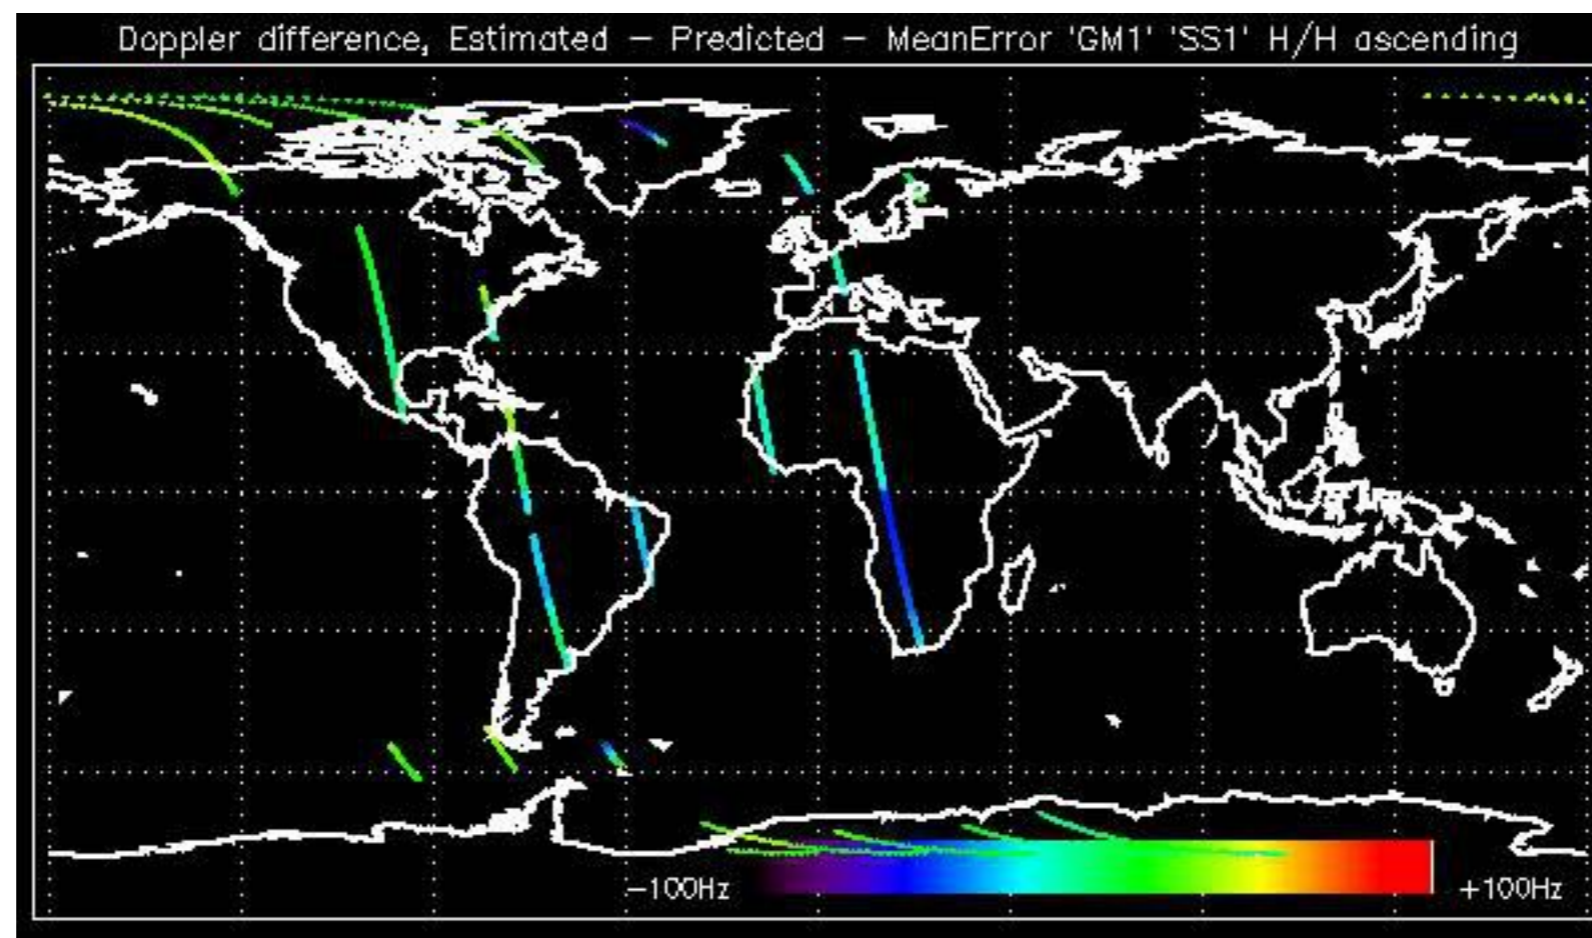 Doppler difference, Estimated – Predicted – MeanError 'GM1' 'SS1' H/H ascending
–100Hz
+100Hz